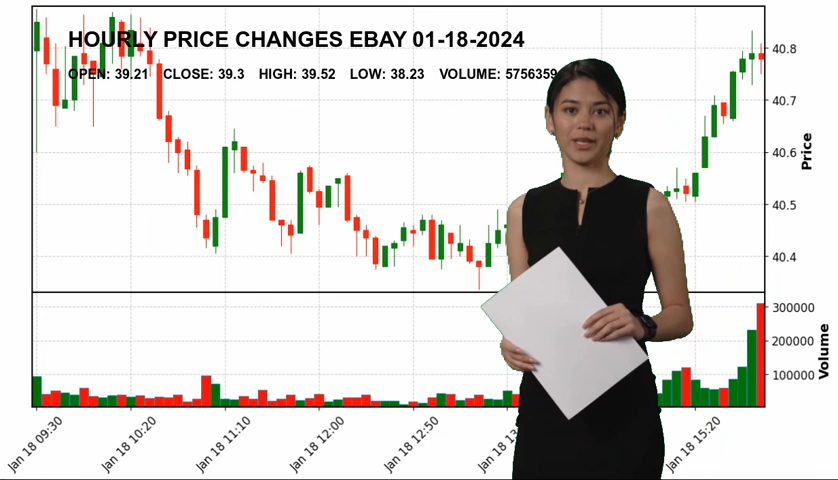 HOURLY PRICE CHANGES EBAY 01-18-2024
OPEN: 39.21 CLOSE: 39.3 HIGH: 39.52 LOW: 38.23 VOLUME: 5756359
40.8
40.7
40.6
40.5
40.4
Price
300000
200000
100000
Volume
Jan 18 09:30
Jan 18 10:20
Jan 18 11:10
Jan 18 12:00
Jan 18 12:50
Jan 18 13
Jan 18 15:20